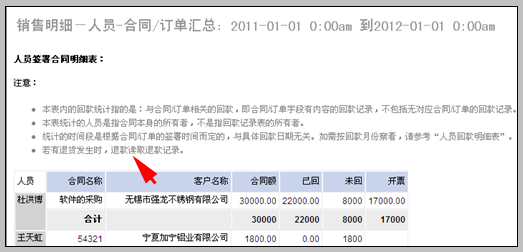 销售明细－人员-合同/订单汇总: 2011-01-01 0:00am 到2012-01-01 0:00am
人员签署合同明细表：
注意：
本表内的回款统计指的是：与合同/订单相关的回款，即合同/订单字段有内容的回款记录，不包括无对应合同/订单的回款记录。
本表统计的人员是指合同本身的所有者，不是指回款记录表的所有者。
统计的时间段是根据合同/订单的签署时间而定的，与具体回款日期无关。如需按回款月份察看，请参考“人员回款明细表”。
若有退货发生时，退款读取退款记录。
人员 合同名称 客户名称 合同额 已回 未回 开票
杜洪博 软件的采购 无锡市强龙不锈钢有限公司 30000.00 22000.00 8000 17000.00
合计 30000 22000 8000 17000
王天虹 54321 宁夏加宁铝业有限公司 1800.00 0.00 1800